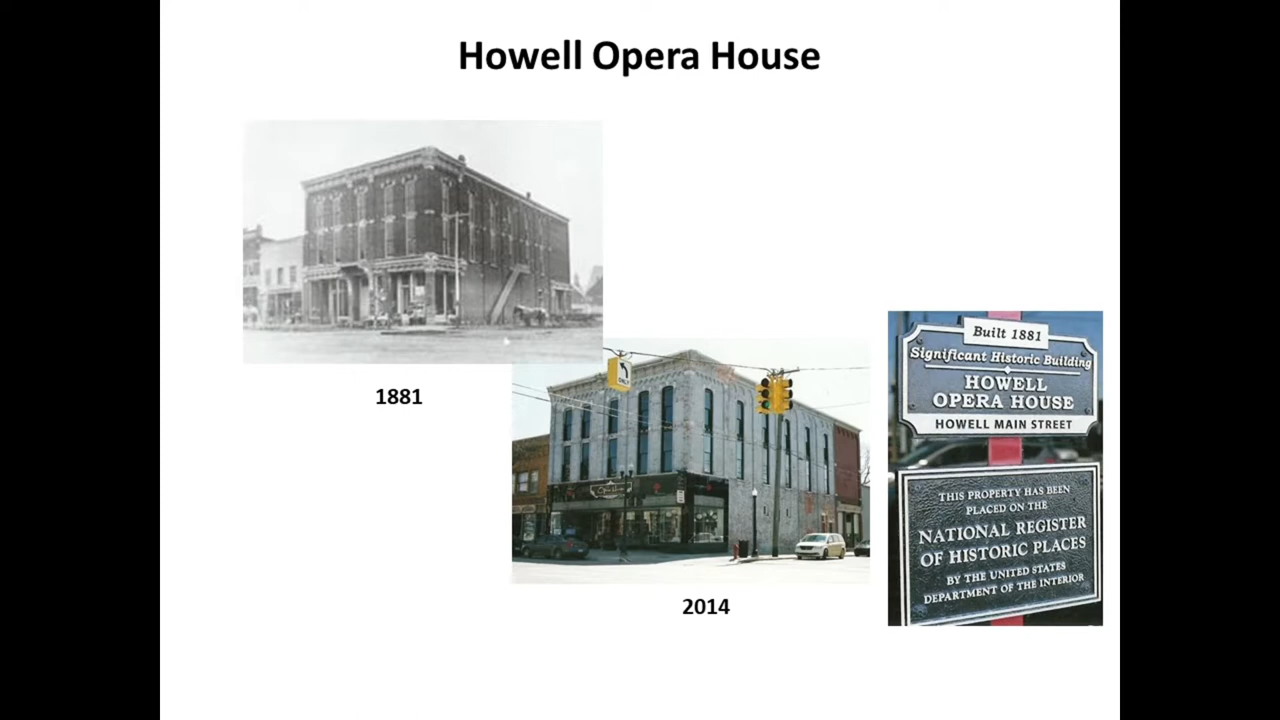 Howell Opera House
1881
ONLY
2014
Built 1881
Significant Historic Building
HOWELL
OPERA HOUSE
HOWELL MAIN STREET
THIS PROPERTY HAS BEEN
PLACED ON THE
NATIONAL REGISTER
OF HISTORIC PLACES
BY THE UNITED STATES
DEPARTMENT OF THE INTERIOR